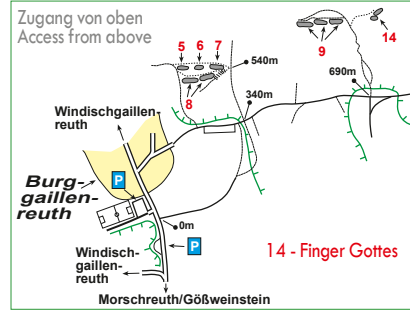 Zugang von oben
Access from above
5 6 7
8
9
14
540m
340m
690m
Windischgaillen-
reuth
Burg-
gaillen-
reuth
P
0m
P
Windisch-
gaillen-
reuth
14 - Finger Gottes
Morschreuth/Gößweinstein